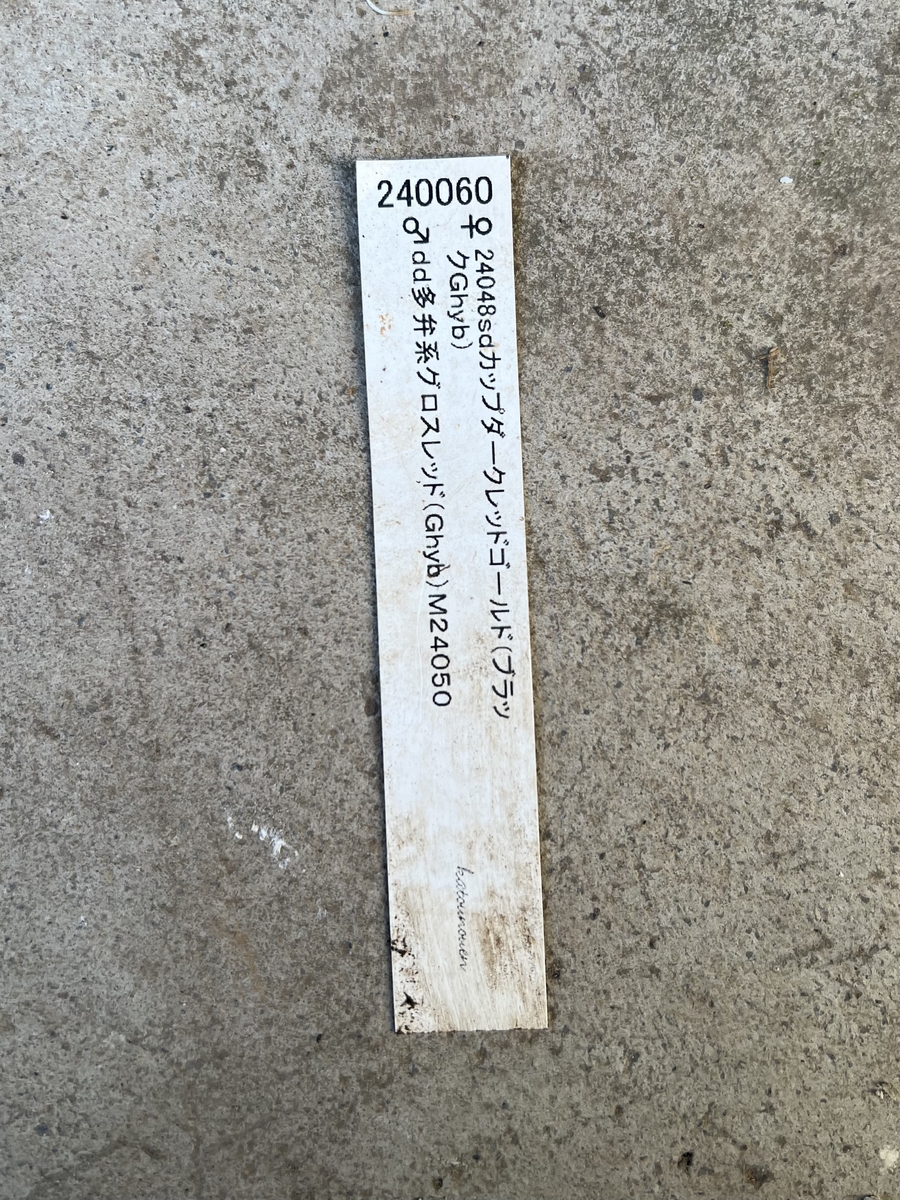 240060
♀ 24048sdカップダークレッドゴールド(ブラッ
クGhyb)
♂1dd多弁系グロスレッド(Ghyb)M24050
katounouen